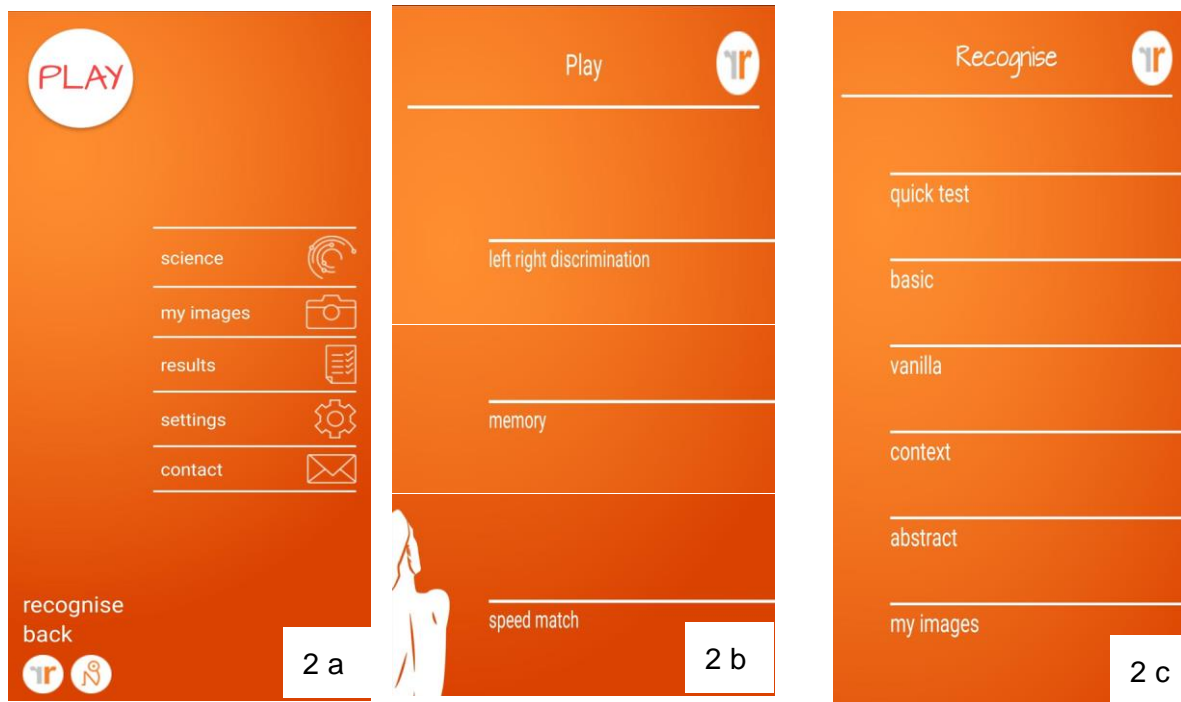 PLAY
science
my images
results
settings
contact
recognise
back
2 a
Play
left right discrimination
memory
speed match
2 b
Recognise
quick test
basic
vanilla
context
abstract
my images
2 c